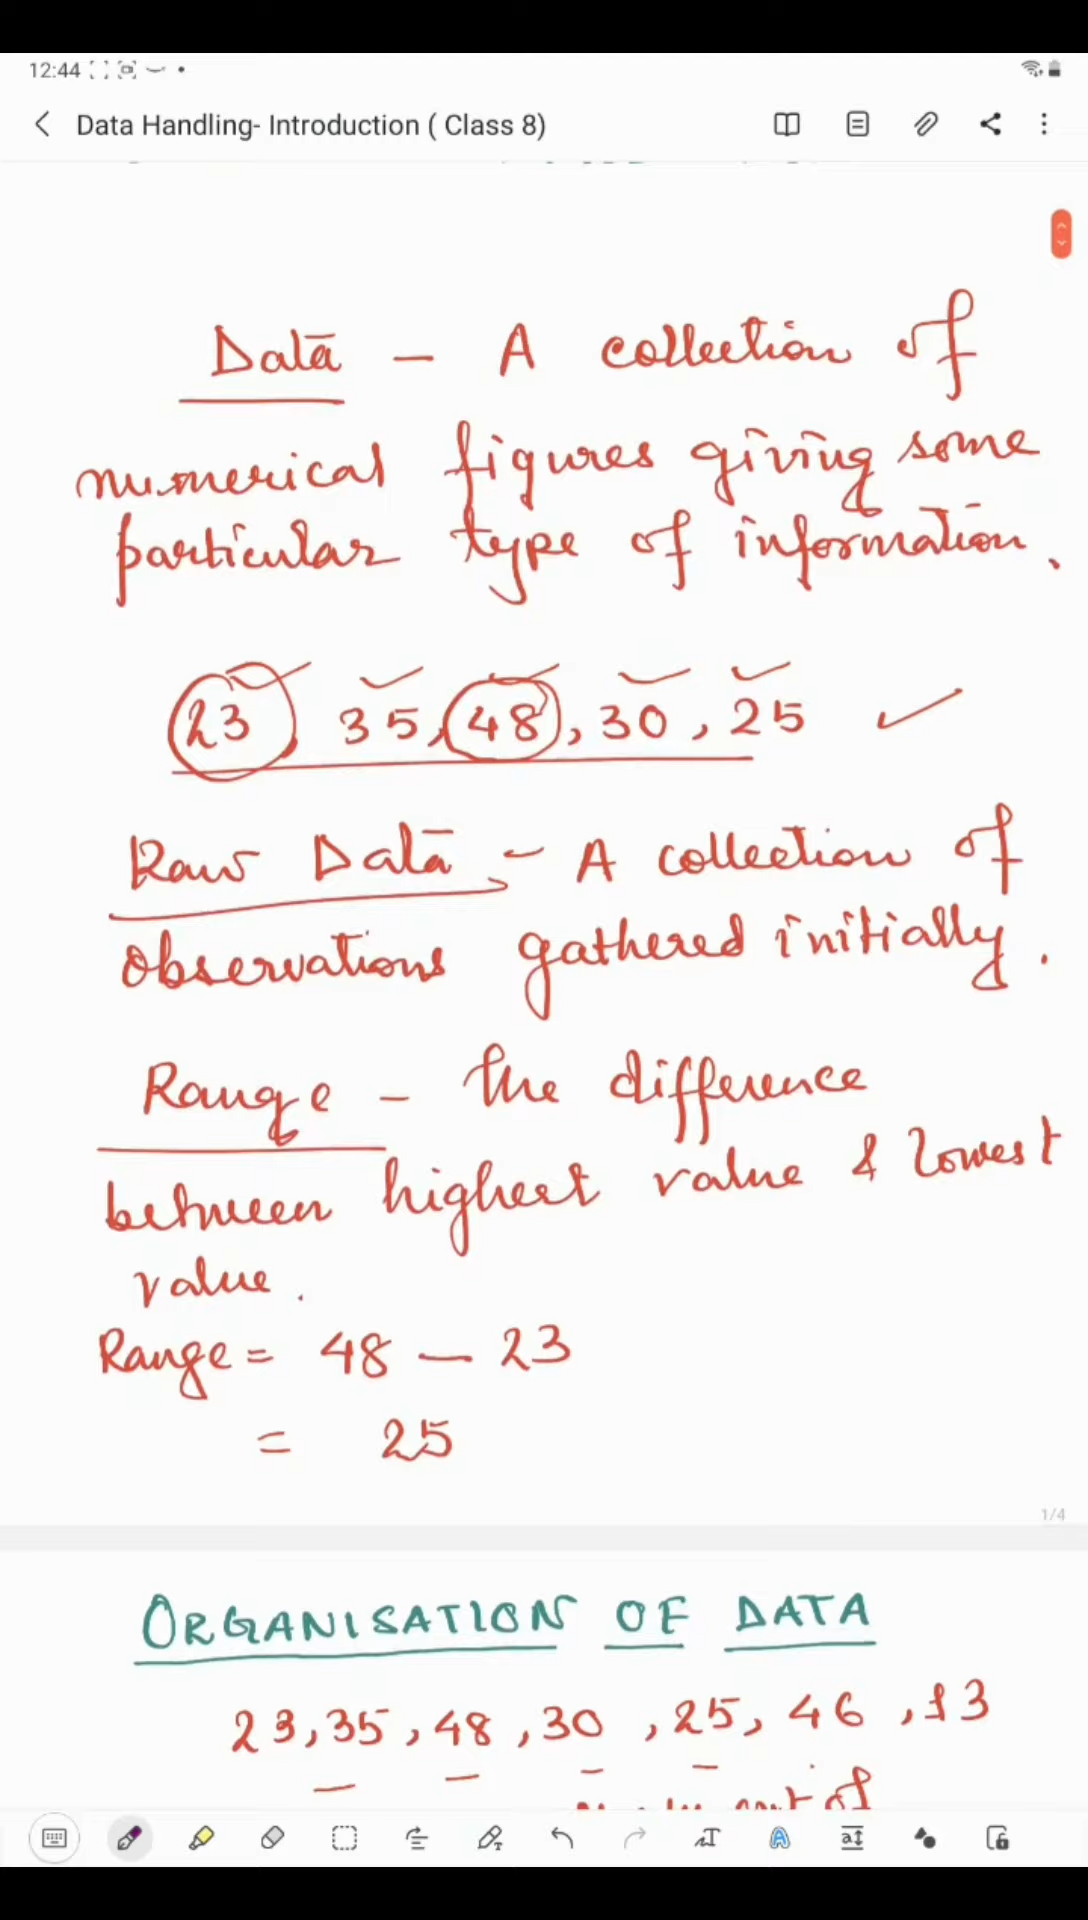 12:44
Data Handling- Introduction ( Class 8)
Data - A collection of
numerical figures giving some
particular type of information.
23, 35, 48, 30, 25
Raw Data - A collection of
observations gathered initially.
Range - the difference
between highest value & lowest
value.
Range = 48 - 23
= 25
1/4
ORGANISATION OF DATA
23, 35, 48, 30, 25, 46, 13
out of